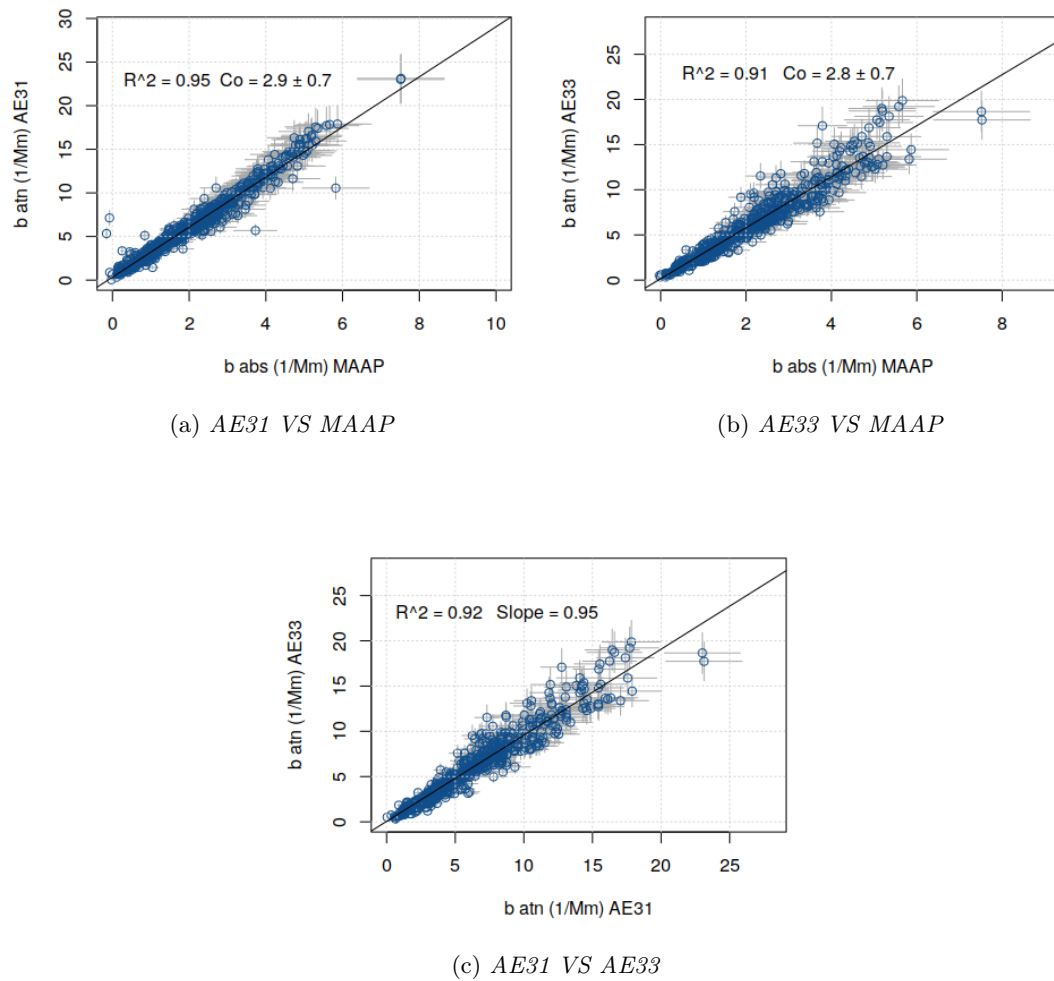 R^2 = 0.95 Co = 2.9 ± 0.7
b atn (1/Mm) AE31
0 5 10 15 20 25 30
0 2 4 6 8 10
b abs (1/Mm) MAAP
(a) AE31 VS MAAP
R^2 = 0.91 Co = 2.8 ± 0.7
b atn (1/Mm) AE33
0 5 10 15 20 25
0 2 4 6 8
b abs (1/Mm) MAAP
(b) AE33 VS MAAP
R^2 = 0.92 Slope = 0.95
b atn (1/Mm) AE33
0 5 10 15 20 25
0 5 10 15 20 25
b atn (1/Mm) AE31
(c) AE31 VS AE33